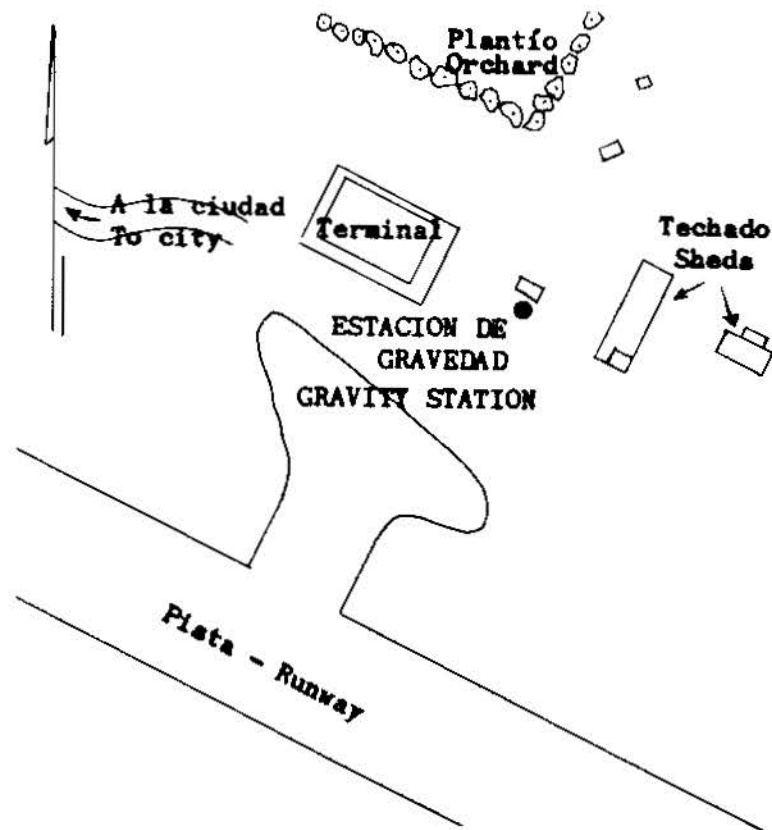 Plantío
Orchard
A la ciudad
To city
Terminal
Techado
Sheds
ESTACION DE
GRAVEDAD
GRAVITY STATION
Pista - Runway